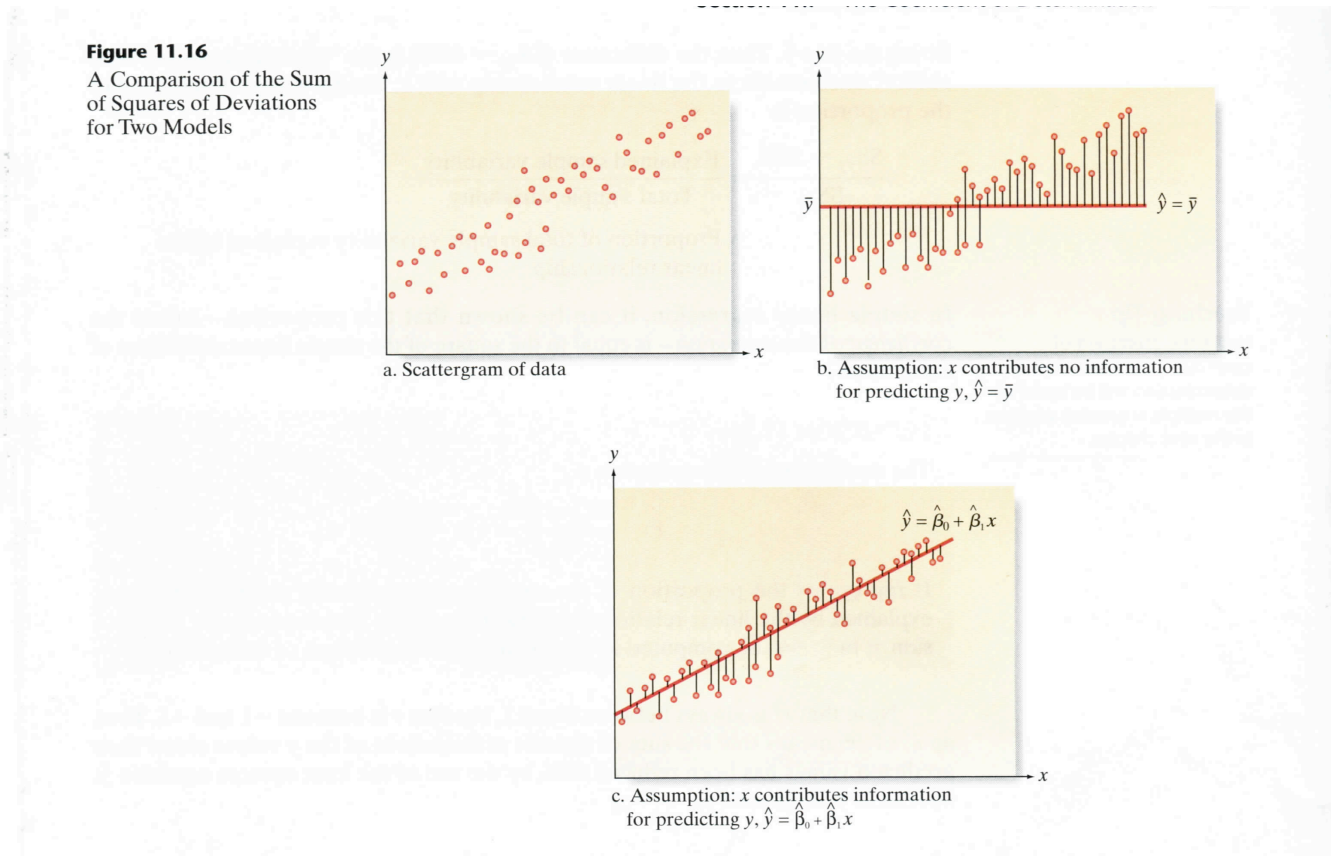 Figure 11.16
A Comparison of the Sum
of Squares of Deviations
for Two Models
y
x
a. Scattergram of data
y
ȳ
ŷ = ȳ
x
b. Assumption: x contributes no information
for predicting y, ŷ = ȳ
y
ŷ = β̂₀ + β̂₁x
x
c. Assumption: x contributes information
for predicting y, ŷ = β̂₀ + β̂₁x